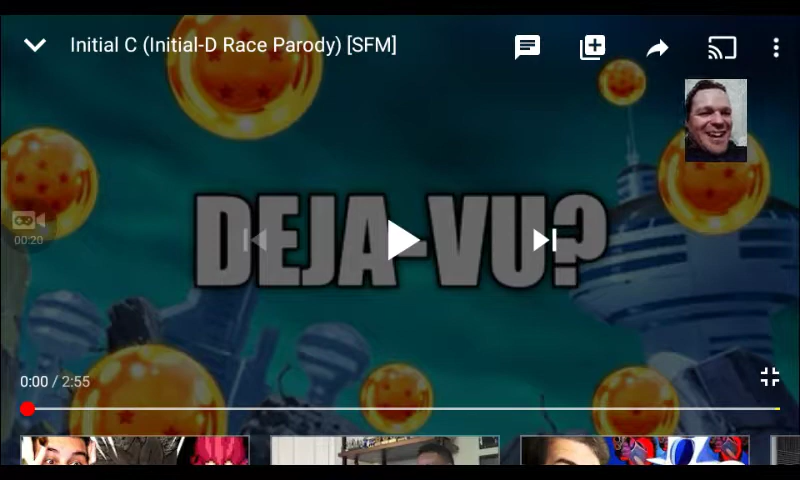 Initial C (Initial-D Race Parody) [SFM]
DEJA-VU?
00:20
0:00 / 2:55